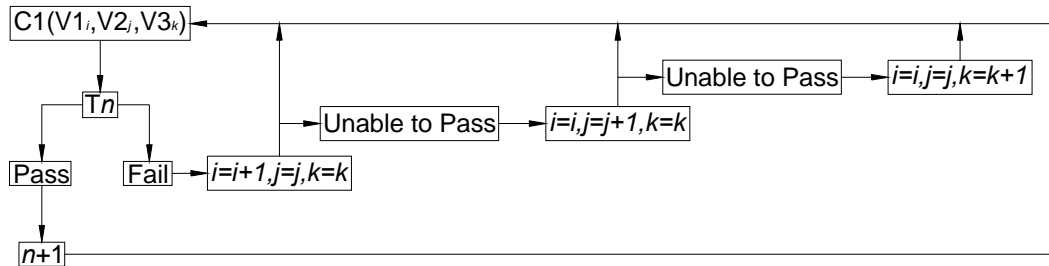 C1(V1i,V2j,V3k)
Unable to Pass
i=i,j=j,k=k+1
Tn
Unable to Pass
i=i,j=j+1,k=k
Pass
Fail
i=i+1,j=j,k=k
n+1